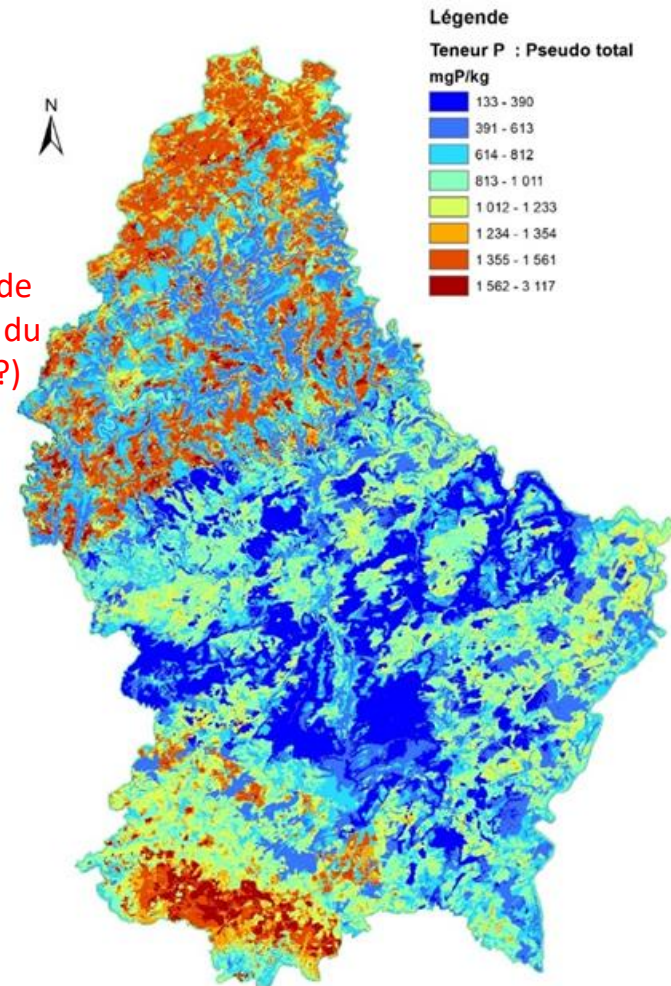 Légende
Teneur P : Pseudo total
mgP/kg
133 - 390
391 - 613
614 - 812
813 - 1 011
1 012 - 1 233
1 234 - 1 354
1 355 - 1 561
1 562 - 3 117
N
de
du
?)